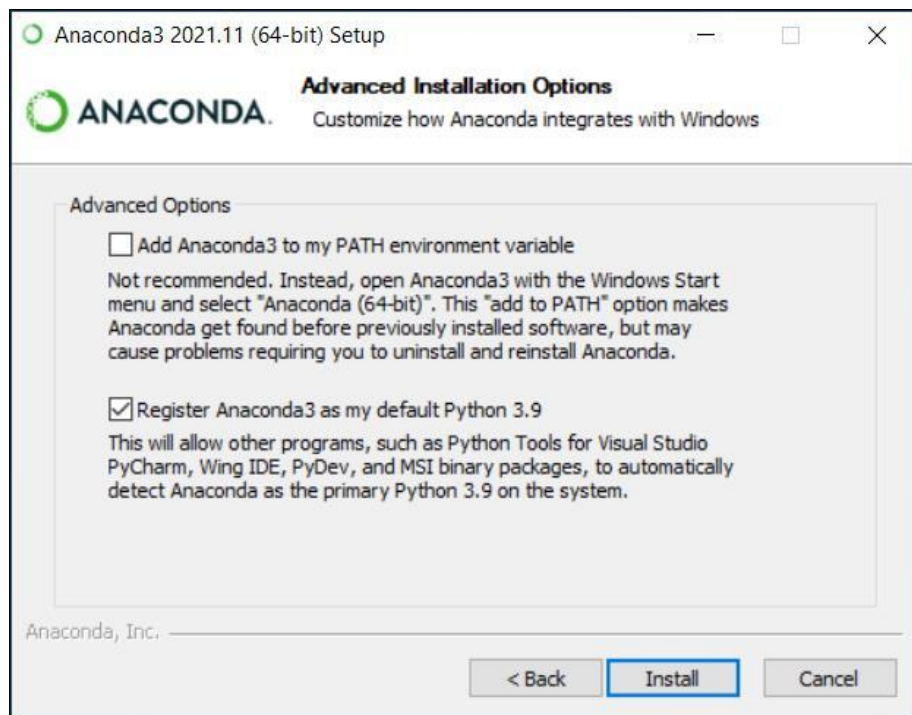 Anaconda3 2021.11 (64-bit) Setup
ANACONDA.
Advanced Installation Options
Customize how Anaconda integrates with Windows
Advanced Options
Add Anaconda3 to my PATH environment variable
Not recommended. Instead, open Anaconda3 with the Windows Start
menu and select "Anaconda (64-bit)". This "add to PATH" option makes
Anaconda get found before previously installed software, but may
cause problems requiring you to uninstall and reinstall Anaconda.
Register Anaconda3 as my default Python 3.9
This will allow other programs, such as Python Tools for Visual Studio
PyCharm, Wing IDE, PyDev, and MSI binary packages, to automatically
detect Anaconda as the primary Python 3.9 on the system.
Anaconda, Inc.
< Back
Install
Cancel